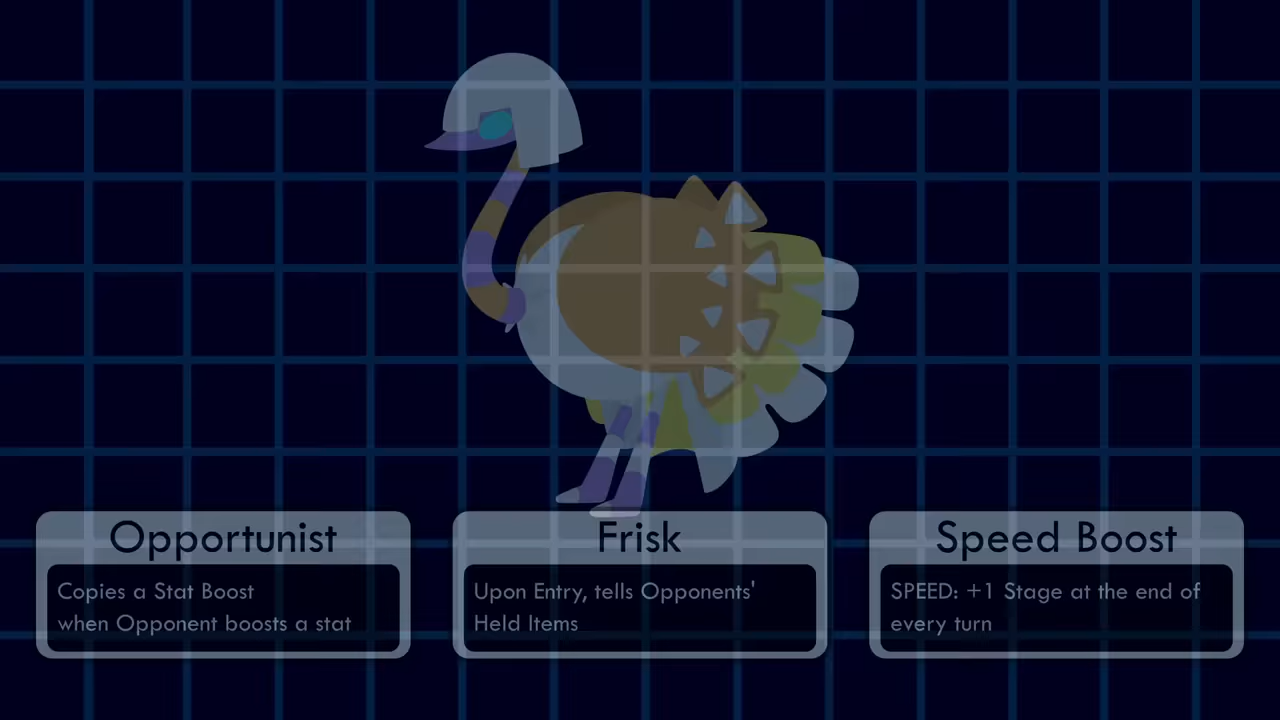 Opportunist
Copies a Stat Boost
when Opponent boosts a stat
Frisk
Upon Entry, tells Opponents'
Held Items
Speed Boost
SPEED: +1 Stage at the end of
every turn